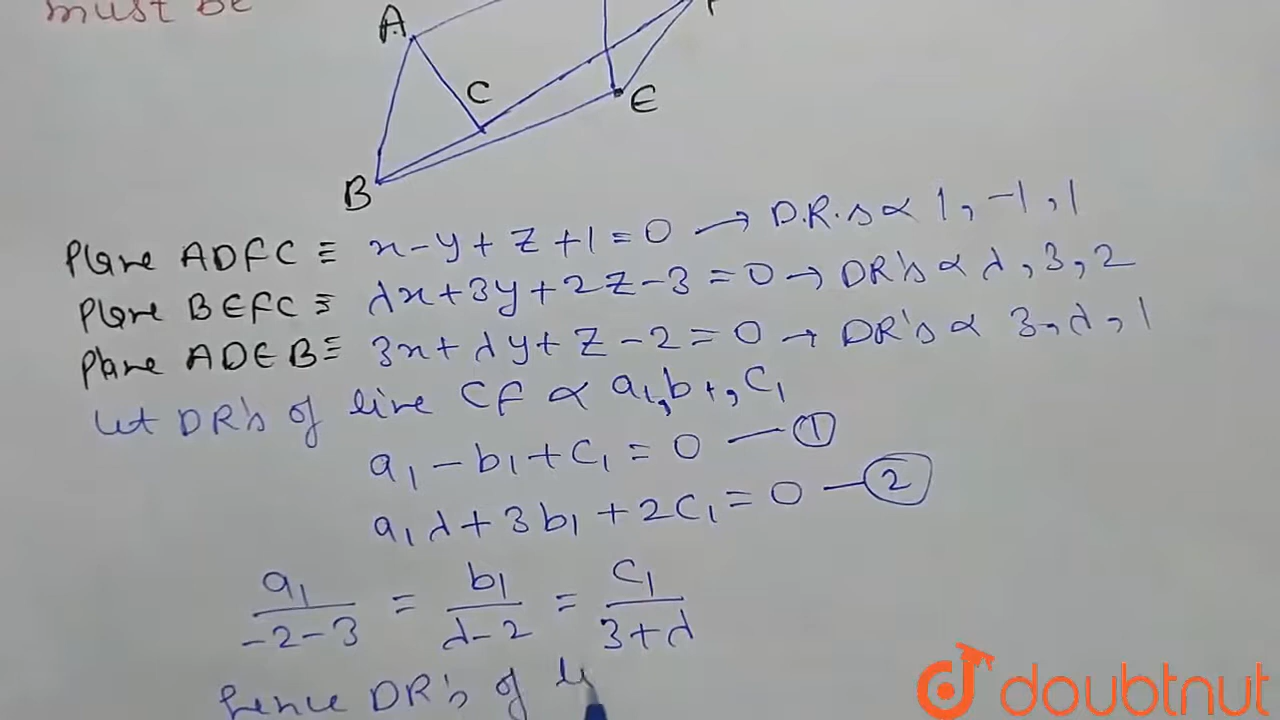 must be
A
C
E
B
Plane ADFC ≡ x-y+z+1=0 → D.R.s ∝ 1,-1,1
Plane BEFC ≡ λx+3y+2z-3=0 → DR's ∝ λ,3,2
Plane ADEB ≡ 3x+λy+z-2=0 → DR's ∝ 3,λ,1
Let DR's of line CF ∝ a₁,b₁,c₁
a₁-b₁+c₁=0 — ①
a₁λ+3b₁+2c₁=0 — ②
a₁/-2-3 = b₁/λ-2 = c₁/3+λ
hence DR's of li
doubtnut